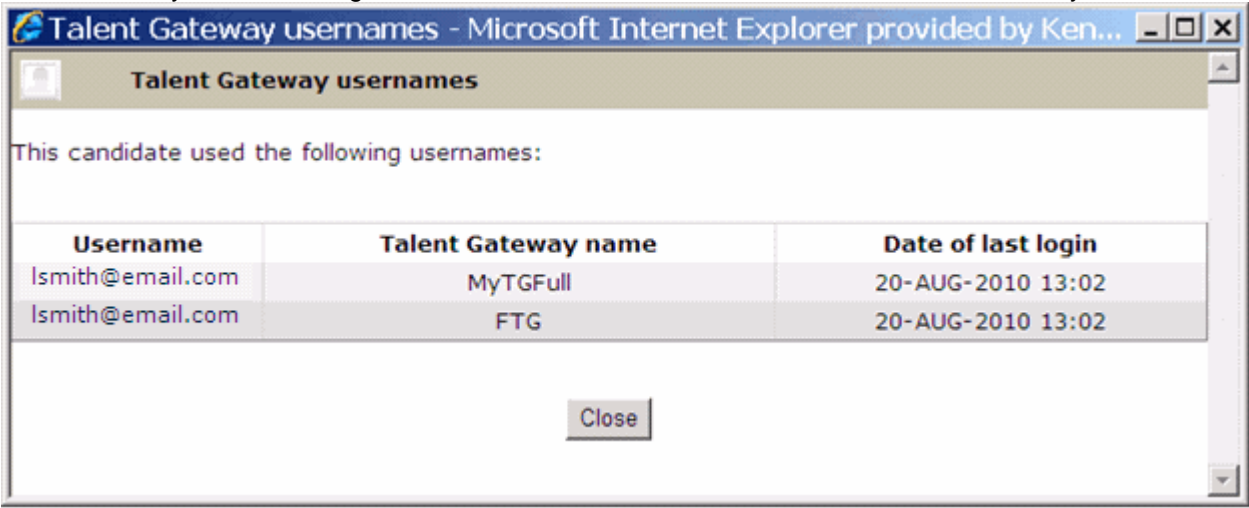 Talent Gateway usernames - Microsoft Internet Explorer provided by Ken...
Talent Gateway usernames
This candidate used the following usernames:
Username Talent Gateway name Date of last login
lsmith@email.com MyTGFull 20-AUG-2010 13:02
lsmith@email.com FTG 20-AUG-2010 13:02
Close